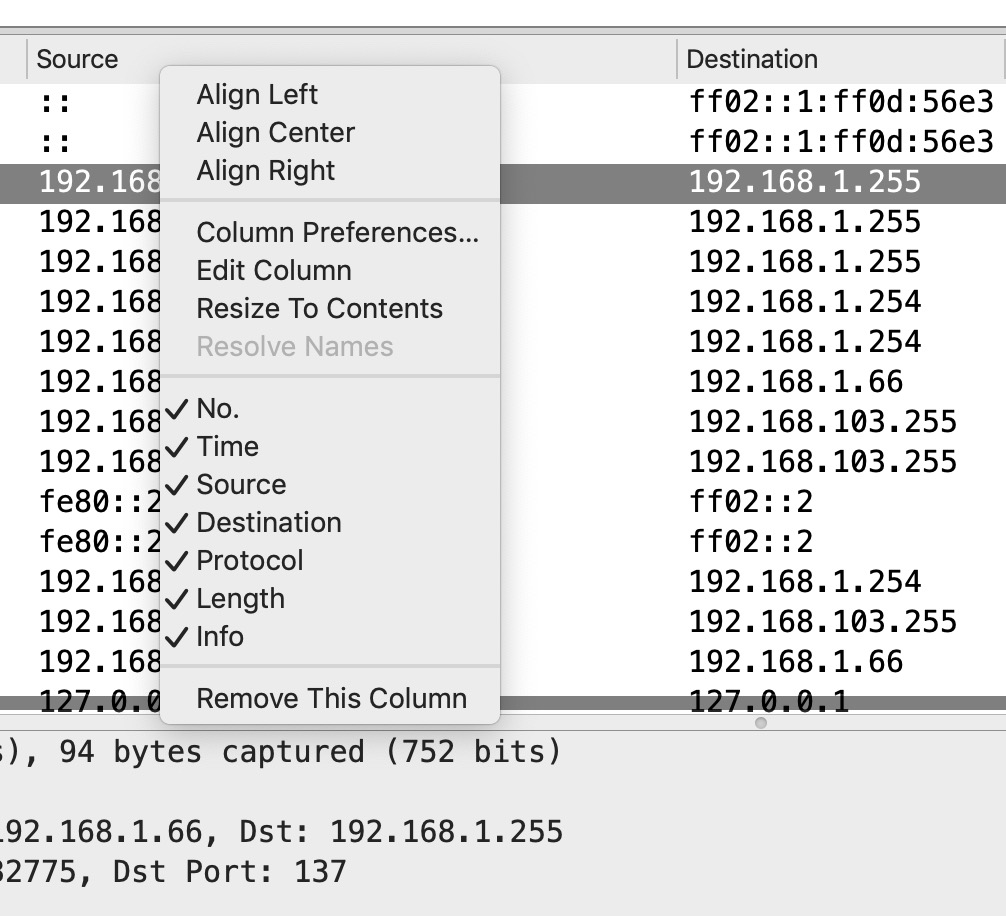 Source Destination
:: ff02::1:ff0d:56e3
:: ff02::1:ff0d:56e3
192.168 192.168.1.255
192.168 192.168.1.255
192.168 192.168.1.255
192.168 192.168.1.254
192.168 192.168.1.254
192.168 192.168.1.66
192.168 192.168.103.255
192.168 192.168.103.255
fe80::2 ff02::2
fe80::2 ff02::2
192.168 192.168.1.254
192.168 192.168.103.255
192.168 192.168.1.66
127.0.0 127.0.0.1
Align Left
Align Center
Align Right
Column Preferences...
Edit Column
Resize To Contents
Resolve Names
No.
Time
Source
Destination
Protocol
Length
Info
Remove This Column
s), 94 bytes captured (752 bits)
192.168.1.66, Dst: 192.168.1.255
32775, Dst Port: 137